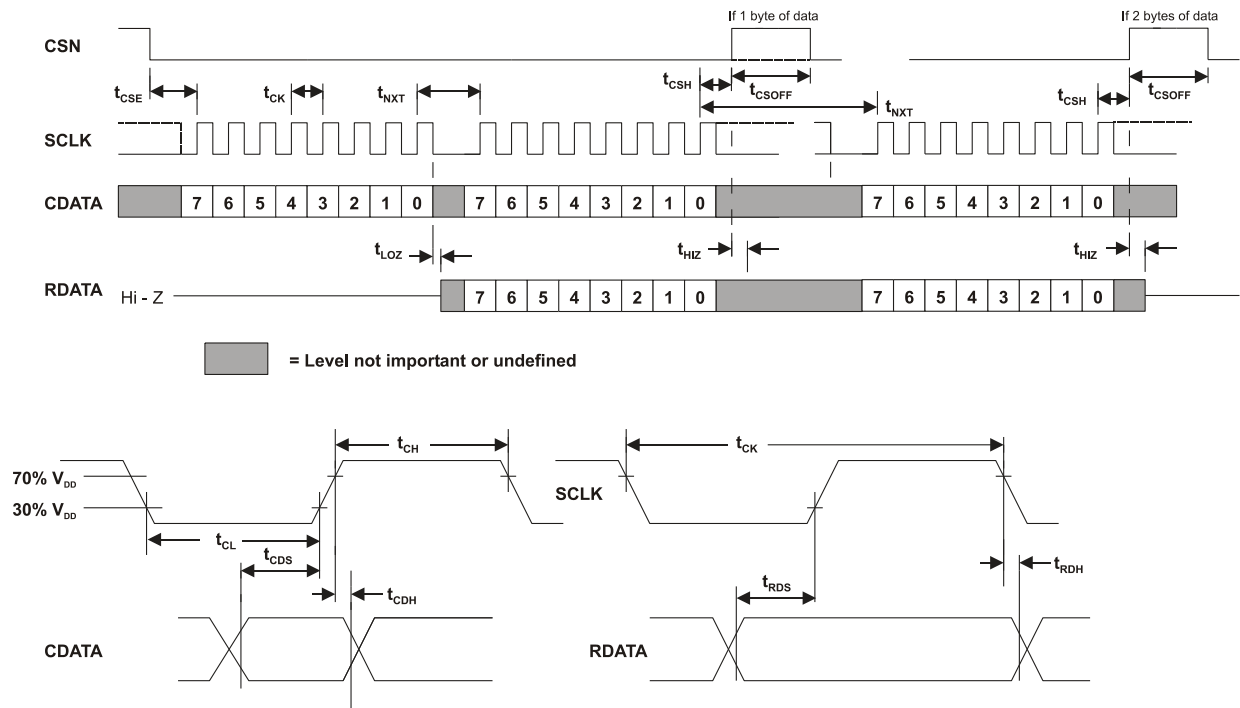 If 1 byte of data
If 2 bytes of data
CSN
tCSE
tCK
tNXT
tCSH
tCSOFF
tNXT
tCSH
tCSOFF
SCLK
CDATA
7 6 5 4 3 2 1 0
7 6 5 4 3 2 1 0
7 6 5 4 3 2 1 0
tLOZ
tHIZ
tHIZ
RDATA
Hi - Z
7 6 5 4 3 2 1 0
7 6 5 4 3 2 1 0
= Level not important or undefined
tCH
tCK
70% VDD
30% VDD
SCLK
tCL
tCDS
tCDH
tRDS
tRDH
CDATA
RDATA